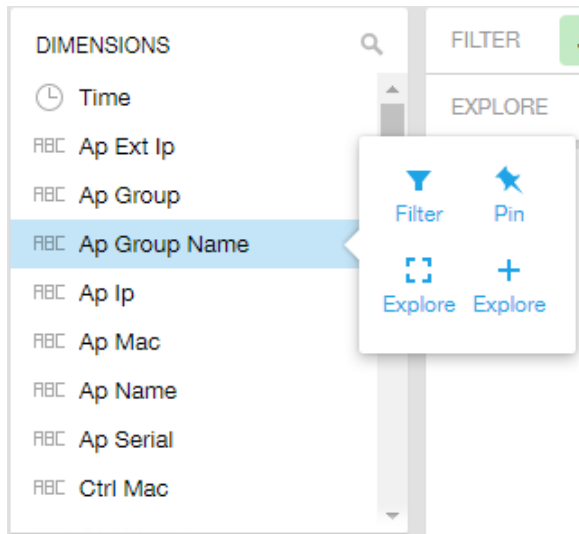 DIMENSIONS
Time
ABC Ap Ext Ip
ABC Ap Group
ABC Ap Group Name
ABC Ap Ip
ABC Ap Mac
ABC Ap Name
ABC Ap Serial
ABC Ctrl Mac
FILTER
EXPLORE
Filter Pin
Explore Explore